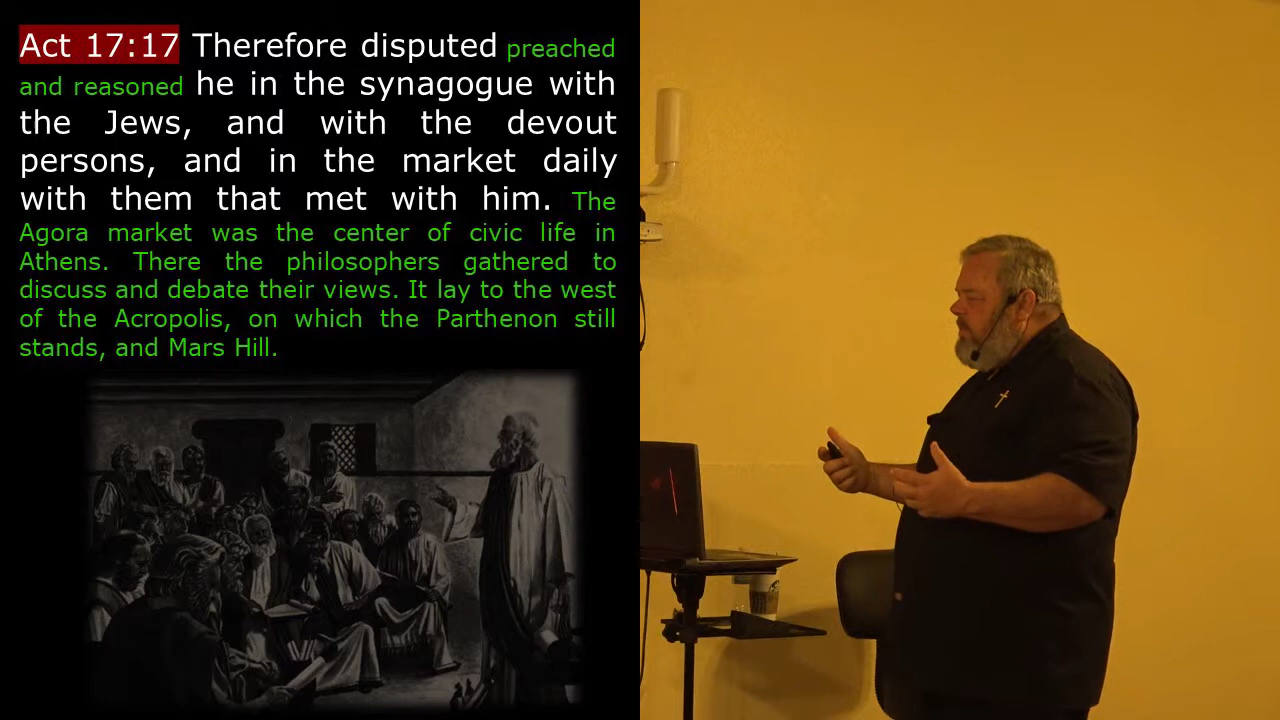 Act 17:17 Therefore disputed preached
and reasoned he in the synagogue with
the Jews, and with the devout
persons, and in the market daily
with them that met with him. The
Agora market was the center of civic life in
Athens. There the philosophers gathered to
discuss and debate their views. It lay to the west
of the Acropolis, on which the Parthenon still
stands, and Mars Hill.